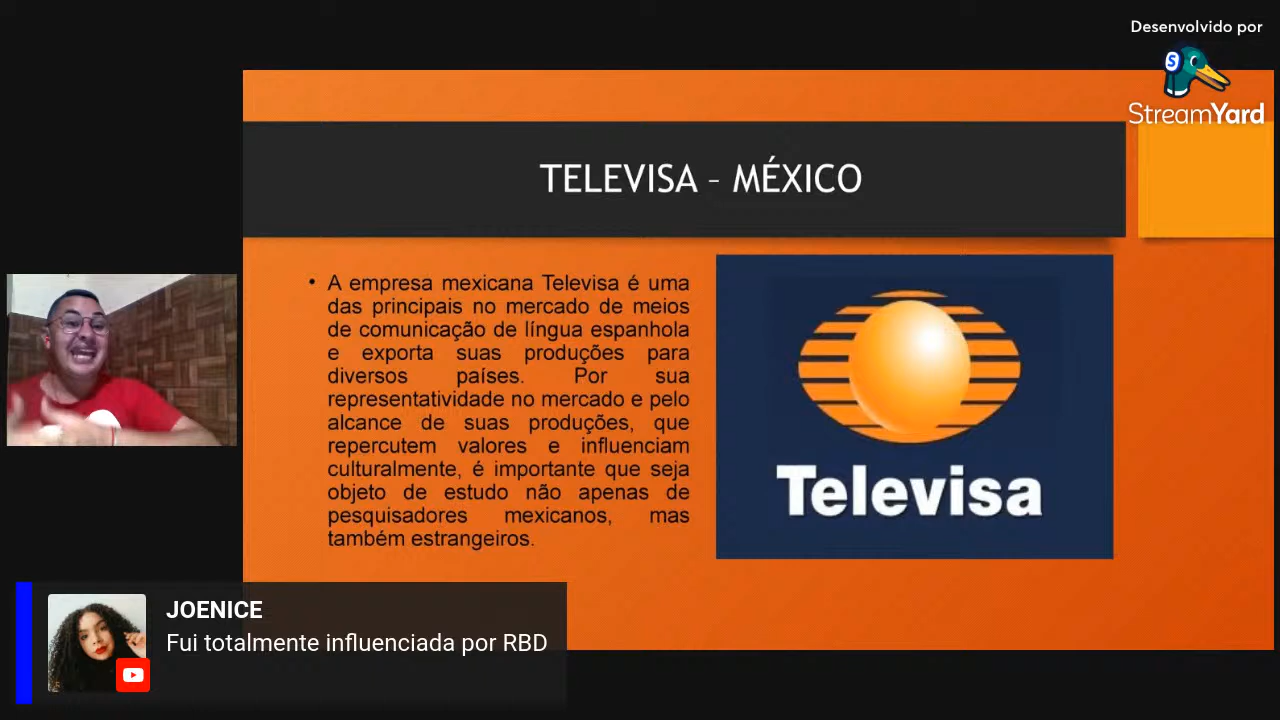 Desenvolvido por
S
StreamYard
TELEVISA – MÉXICO
• A empresa mexicana Televisa é uma
das principais no mercado de meios
de comunicação de língua espanhola
e exporta suas produções para
diversos países. Por sua
representatividade no mercado e pelo
alcance de suas produções, que
repercutem valores e influenciam
culturalmente, é importante que seja
objeto de estudo não apenas de
pesquisadores mexicanos, mas
também estrangeiros.
Televisa
JOENICE
Fui totalmente influenciada por RBD